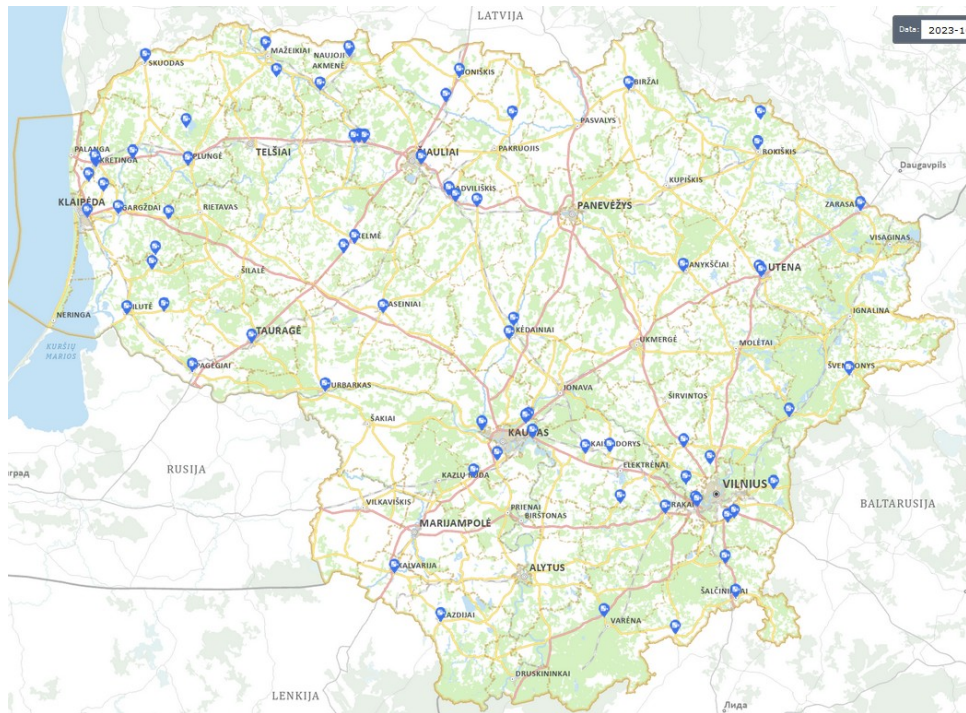 LATVIJA
Data: 2023-1
SKUODAS
MAŽEIKIAI
NAUJOJI
AKMENĖ
JONIŠKIS
BIRŽAI
PASVALYS
PALANGA
KRETINGA
PLUNGĖ
TELŠIAI
ŠIAULIAI
PAKRUOJIS
ROKIŠKIS
Daugavpils
KUPIŠKIS
KLAIPĖDA
GARGŽDAI
RIETAVAS
RADVILIŠKIS
PANEVĖŽYS
ZARASAI
VISAGINAS
KELMĖ
ŠILALĖ
ANYKŠČIAI
UTENA
NERINGA
ŠILUTĖ
RASEINIAI
IGNALINA
KURŠIŲ
MARIOS
TAURAGĖ
KĖDAINIAI
UKMERGĖ
MOLĖTAI
PAGĖGIAI
JURBARKAS
JONAVA
ŠIRVINTOS
ŠVENČIONYS
ŠAKIAI
KAUNAS
KAIŠIADORYS
RUSIJA
KAZLŲ RŪDA
ELEKTRĖNAI
VILNIUS
VILKAVIŠKIS
PRIENAI
BIRŠTONAS
TRAKAI
BALTARUSIJA
MARIJAMPOLĖ
KALVARIJA
ALYTUS
ŠALČININKAI
LAZDIJAI
VARĖNA
DRUSKININKAI
LENKIJA
Лида